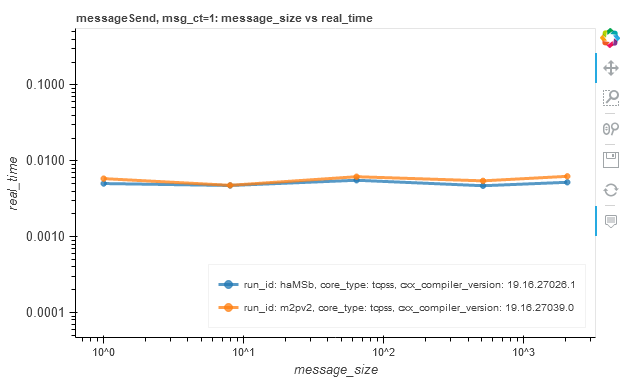 messageSend, msg_ct=1: message_size vs real_time
0.1000
0.0100
0.0010
0.0001
real_time
run_id: haMSb, core_type: tcpss, cxx_compiler_version: 19.16.27026.1
run_id: m2pv2, core_type: tcpss, cxx_compiler_version: 19.16.27039.0
10^0
10^1
10^2
10^3
message_size